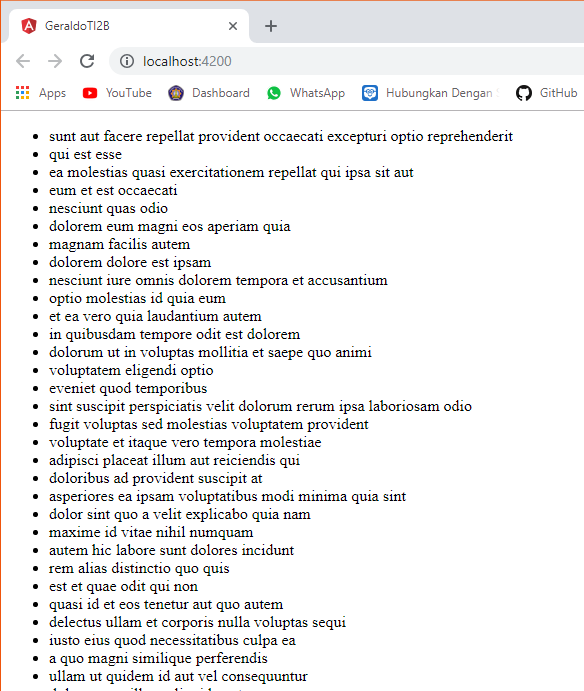 GeraldoTI2B
localhost:4200
Apps YouTube Dashboard WhatsApp Hubungkan Dengan GitHub
sunt aut facere repellat provident occaecati excepturi optio reprehenderit
qui est esse
ea molestias quasi exercitationem repellat qui ipsa sit aut
eum et est occaecati
nesciunt quas odio
dolorem eum magni eos aperiam quia
magnam facilis autem
dolorem dolore est ipsam
nesciunt iure omnis dolorem tempora et accusantium
optio molestias id quia eum
et ea vero quia laudantium autem
in quibusdam tempore odit est dolorem
dolorum ut in voluptas mollitia et saepe quo animi
voluptatem eligendi optio
eveniet quod temporibus
sint suscipit perspiciatis velit dolorum rerum ipsa laboriosam odio
fugit voluptas sed molestias voluptatem provident
voluptate et itaque vero tempora molestiae
adipisci placeat illum aut reiciendis qui
doloribus ad provident suscipit at
asperiores ea ipsam voluptatibus modi minima quia sint
dolor sint quo a velit explicabo quia nam
maxime id vitae nihil numquam
autem hic labore sunt dolores incidunt
rem alias distinctio quo quis
est et quae odit qui non
quasi id et eos tenetur aut quo autem
delectus ullam et corporis nulla voluptas sequi
iusto eius quod necessitatibus culpa ea
a quo magni similique perferendis
ullam ut quidem id aut vel consequuntur